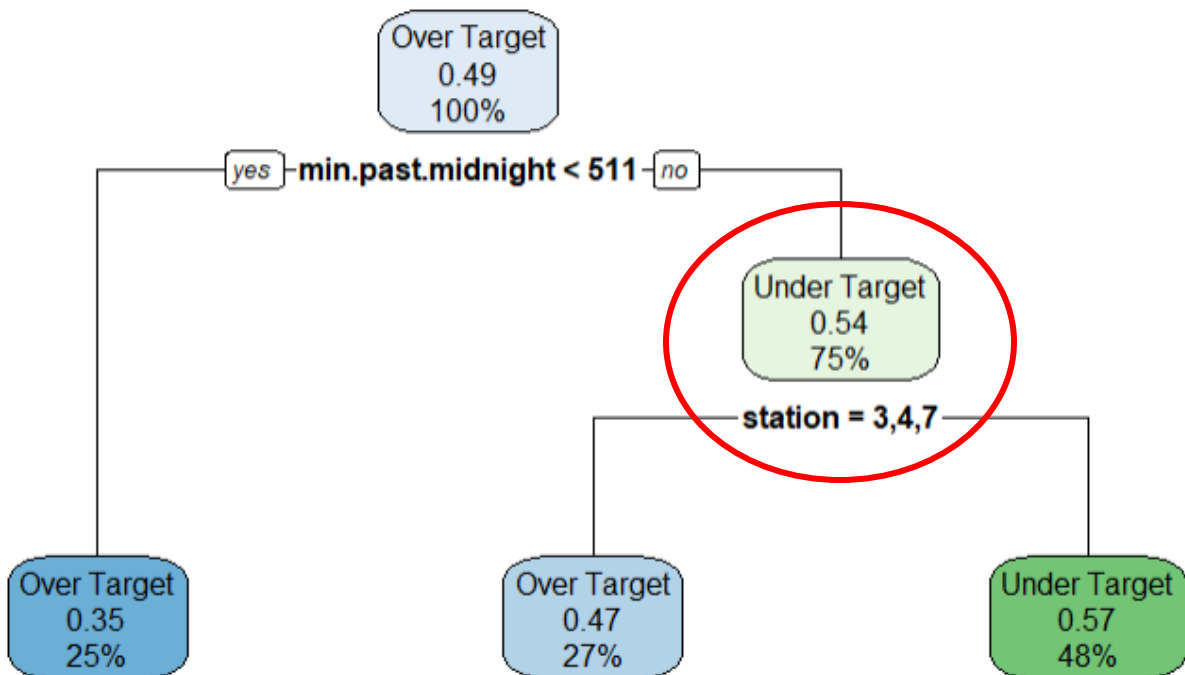 Over Target
0.49
100%
yes min.past.midnight < 511 no
Under Target
0.54
75%
station = 3,4,7
Over Target
0.35
25%
Over Target
0.47
27%
Under Target
0.57
48%